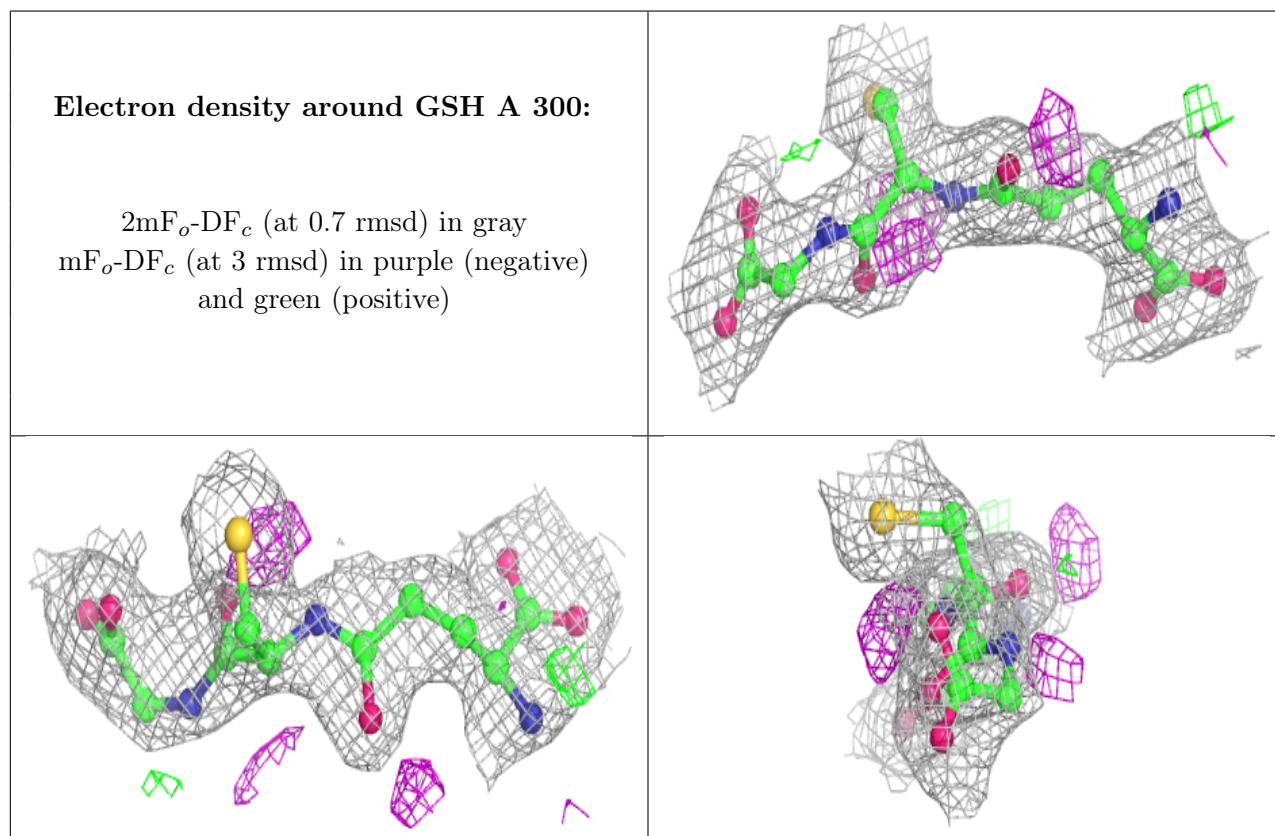 Electron density around GSH A 300:
2mFo-DFc (at 0.7 rmsd) in gray
mFo-DFc (at 3 rmsd) in purple (negative)
and green (positive)